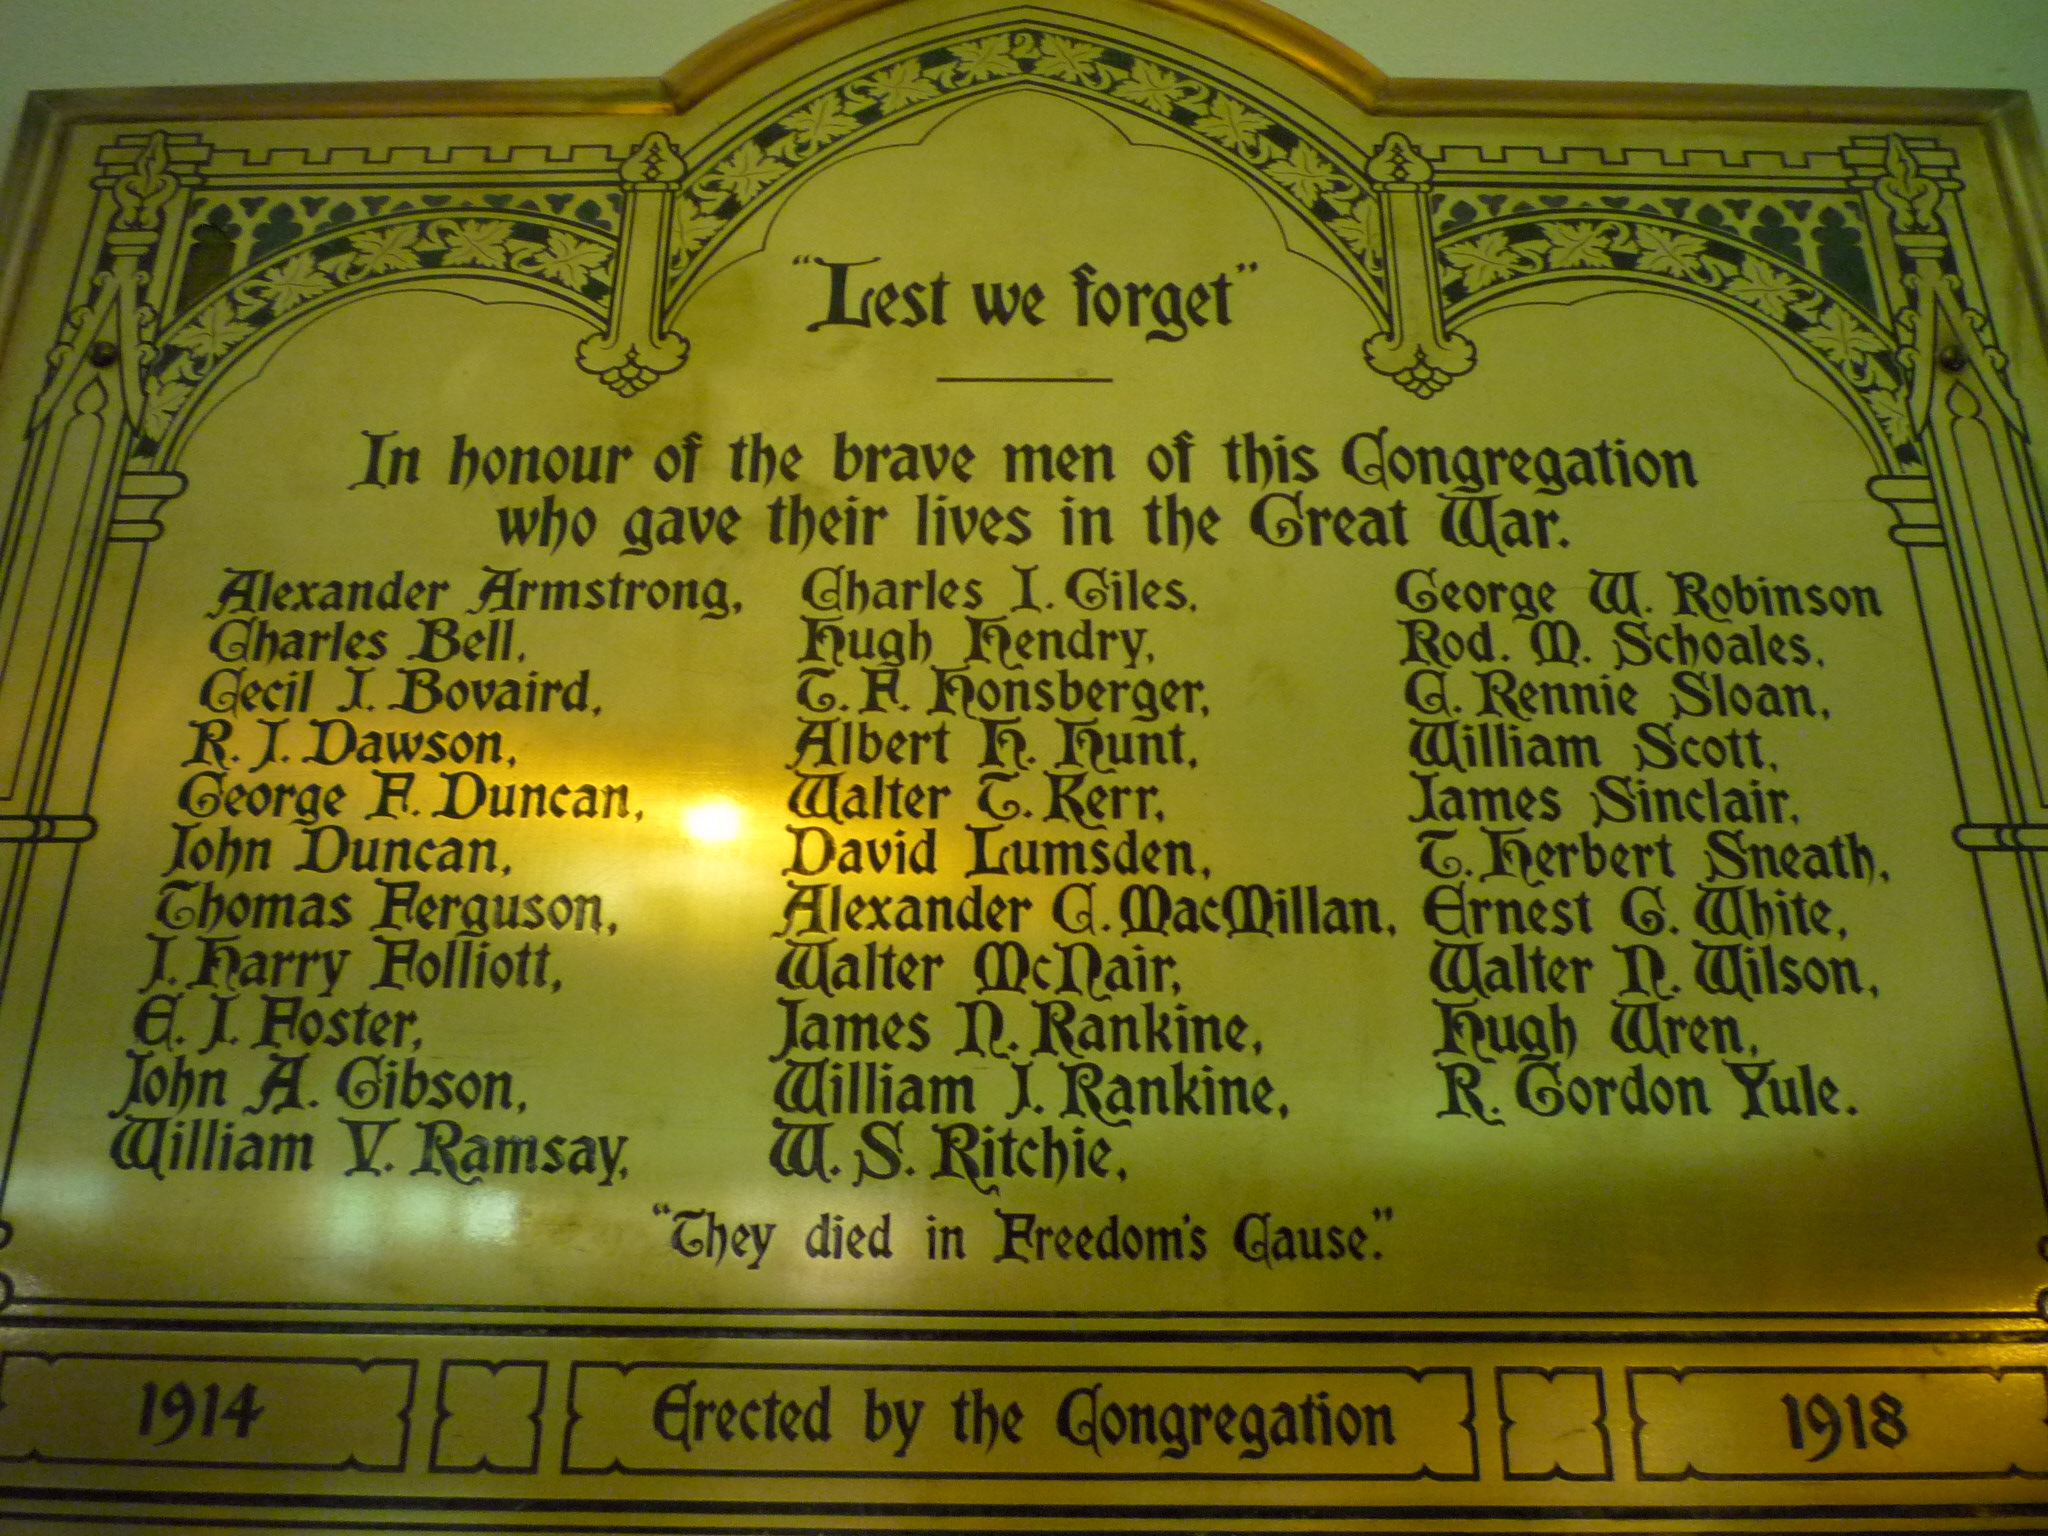 "Lest we forget"
In honour of the brave men of this Congregation
who gave their lives in the Great War.
Alexander Armstrong,
Charles Bell,
Cecil J. Bovaird,
R. J. Dawson,
George F. Duncan,
John Duncan,
Thomas Ferguson,
J. Harry Folliott,
E. J. Foster,
John A. Gibson,
William V. Ramsay,
Charles I. Giles,
Hugh Hendry,
T. F. Honsberger,
Albert H. Hunt,
Walter T. Kerr,
David Lumsden,
Alexander C. MacMillan,
Walter McNair,
James N. Rankine,
William J. Rankine,
W. S. Ritchie,
George W. Robinson
Rod. M. Schoales,
C. Rennie Sloan,
William Scott,
James Sinclair,
T. Herbert Sneath,
Ernest G. White,
Walter N. Wilson,
Hugh Wren,
R. Gordon Yule.
"They died in Freedom's Cause."
1914
Erected by the Congregation
1918